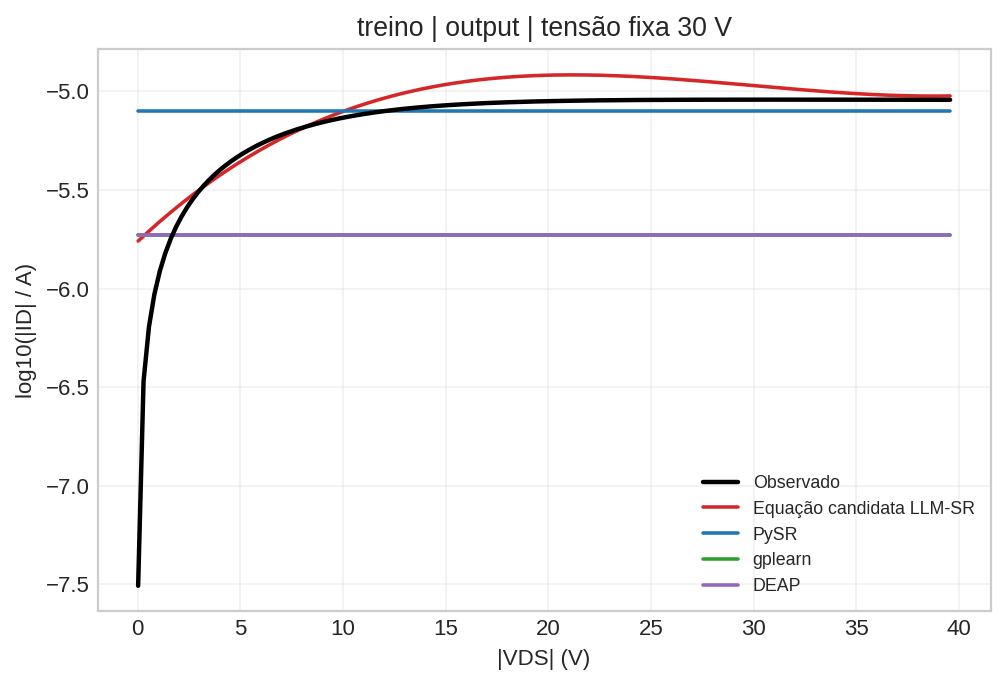 treino | output | tensão fixa 30 V
log10(|ID| / A)
−5.0
−5.5
−6.0
−6.5
−7.0
−7.5
Observado
Equação candidata LLM-SR
PySR
gplearn
DEAP
0 5 10 15 20 25 30 35 40
|VDS| (V)